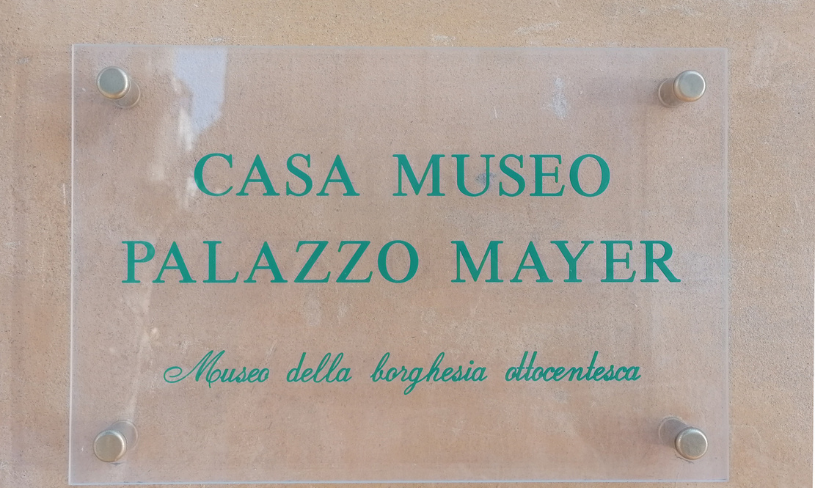 CASA MUSEO
PALAZZO MAYER
Museo della borghesia ottocentesca